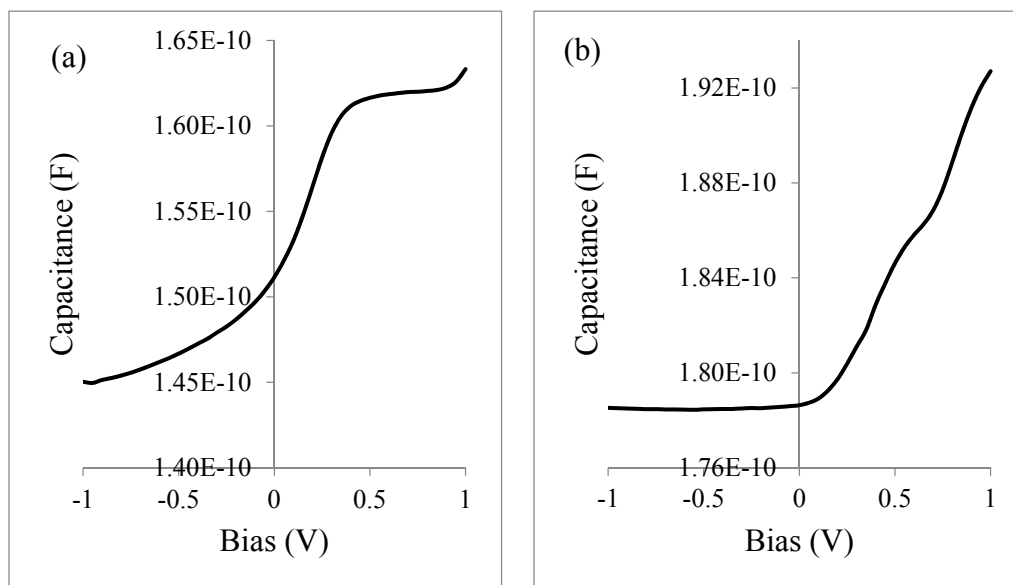 (a)
1.65E-10
1.60E-10
1.55E-10
1.50E-10
1.45E-10
1.40E-10
Capacitance (F)
-1 -0.5 0 0.5 1
Bias (V)
(b)
1.92E-10
1.88E-10
1.84E-10
1.80E-10
1.76E-10
Capacitance (F)
-1 -0.5 0 0.5 1
Bias (V)